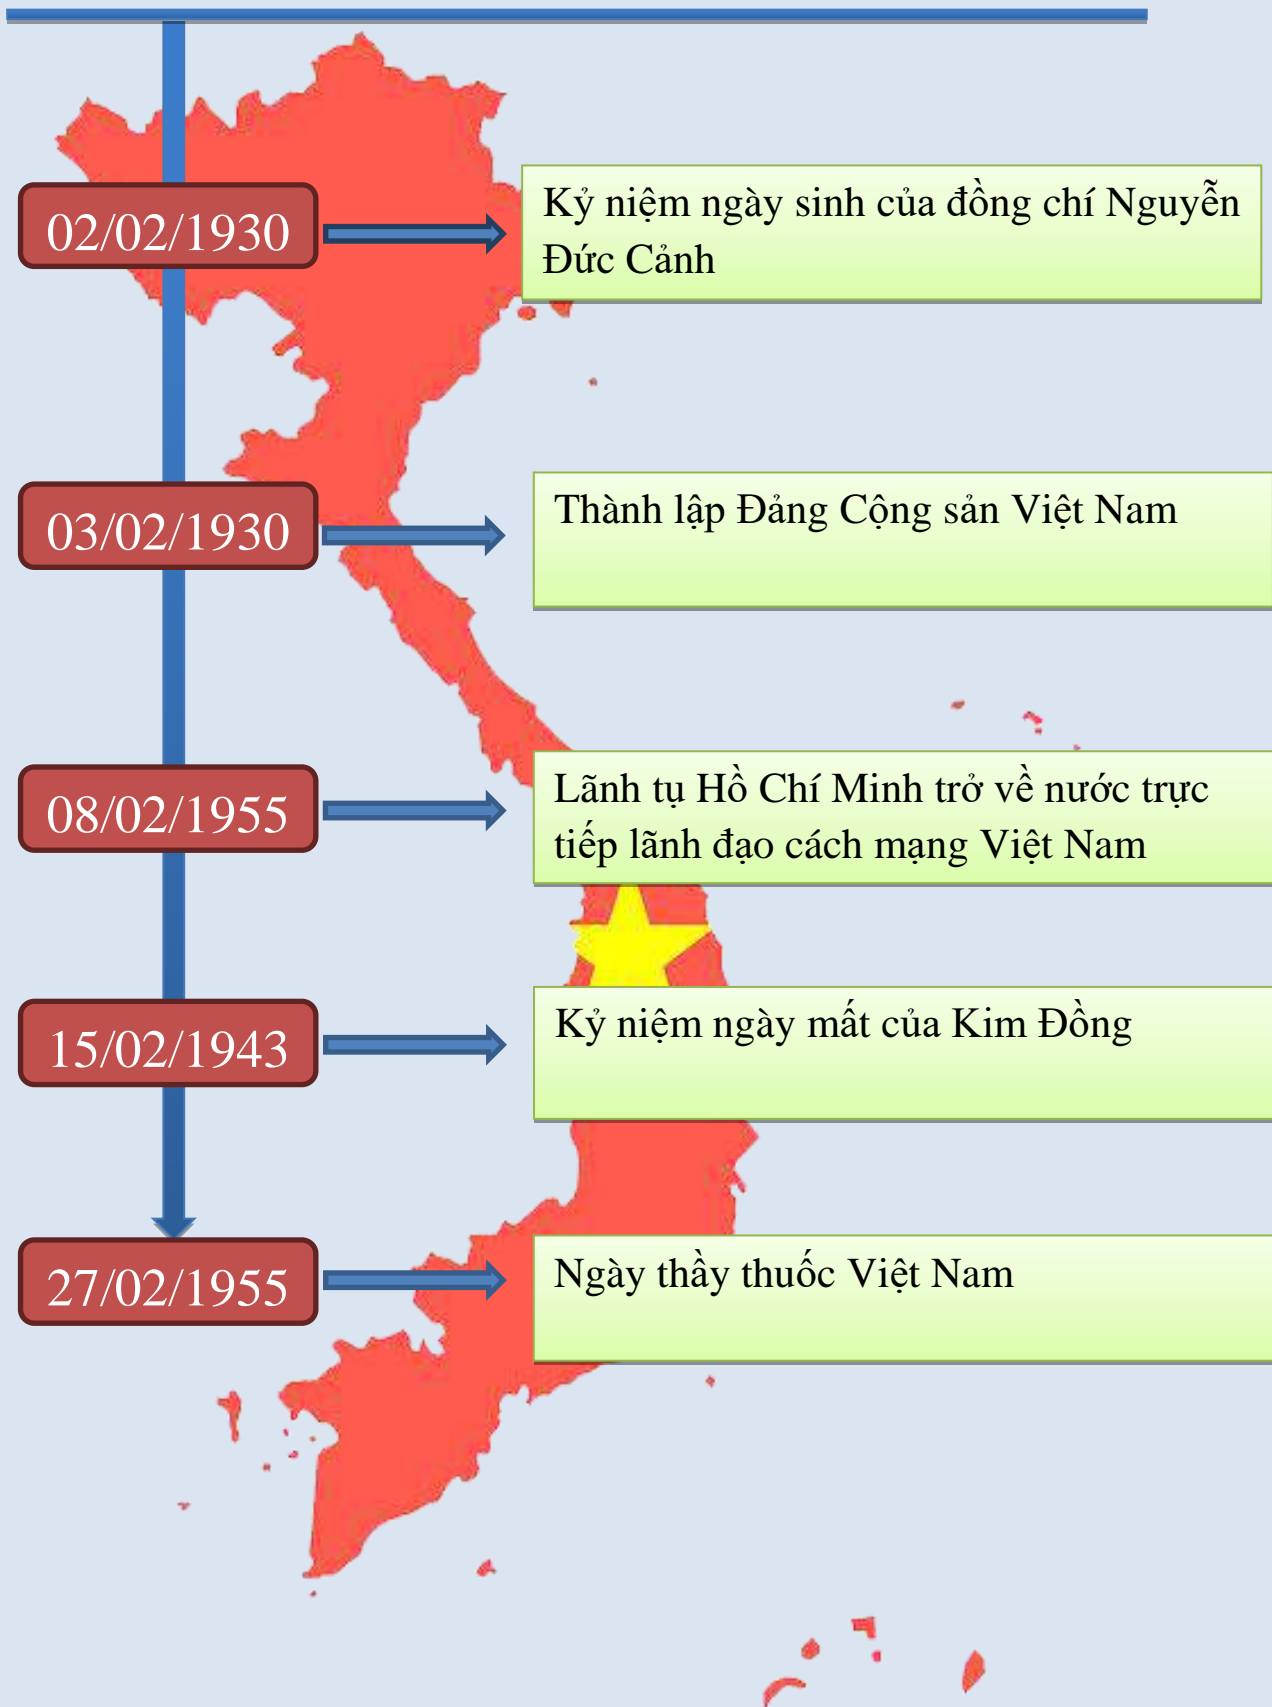 02/02/1930
Kỷ niệm ngày sinh của đồng chí Nguyễn
Đức Cảnh
03/02/1930
Thành lập Đảng Cộng sản Việt Nam
08/02/1955
Lãnh tụ Hồ Chí Minh trở về nước trực
tiếp lãnh đạo cách mạng Việt Nam
15/02/1943
Kỷ niệm ngày mất của Kim Đồng
27/02/1955
Ngày thầy thuốc Việt Nam